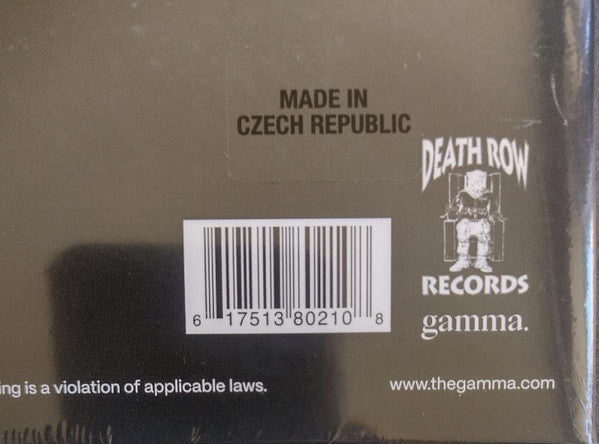 MADE IN
CZECH REPUBLIC
DEATH ROW
RECORDS
gamma.
6 17513 80210 8
ing is a violation of applicable laws.
www.thegamma.com